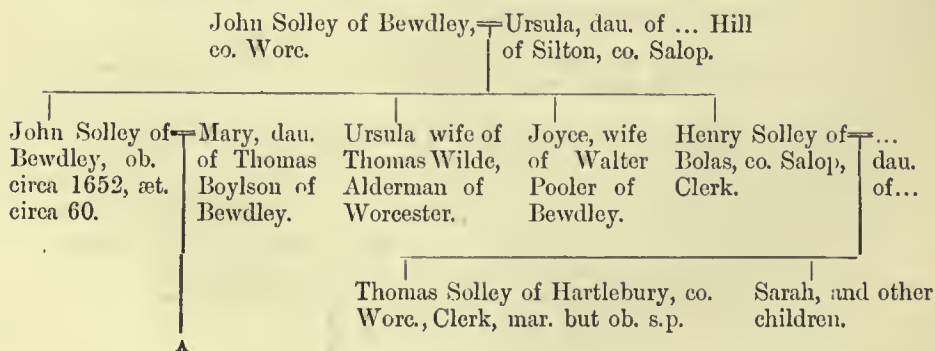 John Solley of Bewdley,
co. Worc.
Ursula, dau. of ... Hill
of Silton, co. Salop.
John Solley of
Bewdley, ob.
circa 1652, æt.
circa 60.
Mary, dau.
of Thomas
Boylson of
Bewdley.
Ursula wife of
Thomas Wilde,
Alderman of
Worcester.
Joyce, wife
of Walter
Pooler of
Bewdley.
Henry Solley of
Bolas, co. Salop,
Clerk.
...
dau.
of...
Thomas Solley of Hartlebury, co.
Worc., Clerk, mar. but ob. s.p.
Sarah, and other
children.